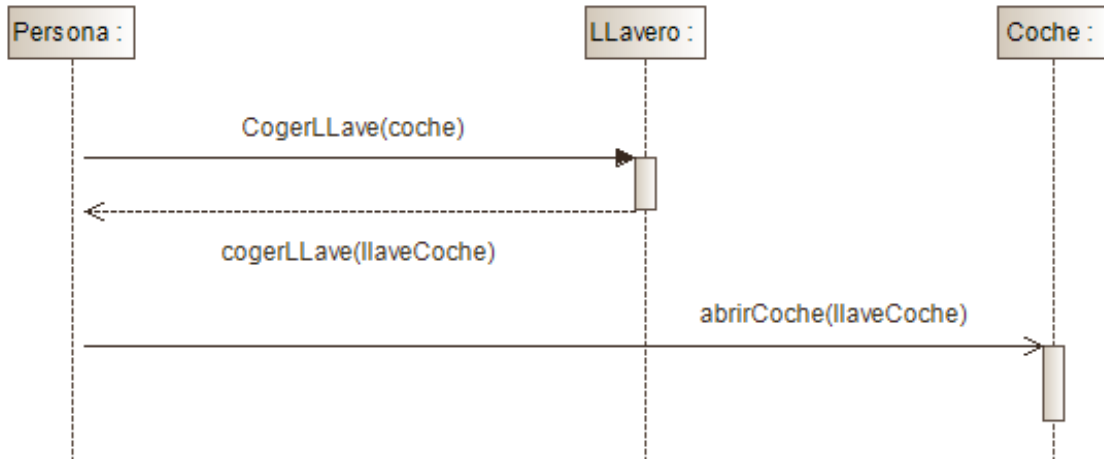 Persona :
LLavero :
Coche :
CogerLLave(coche)
cogerLLave(llaveCoche)
abrirCoche(llaveCoche)